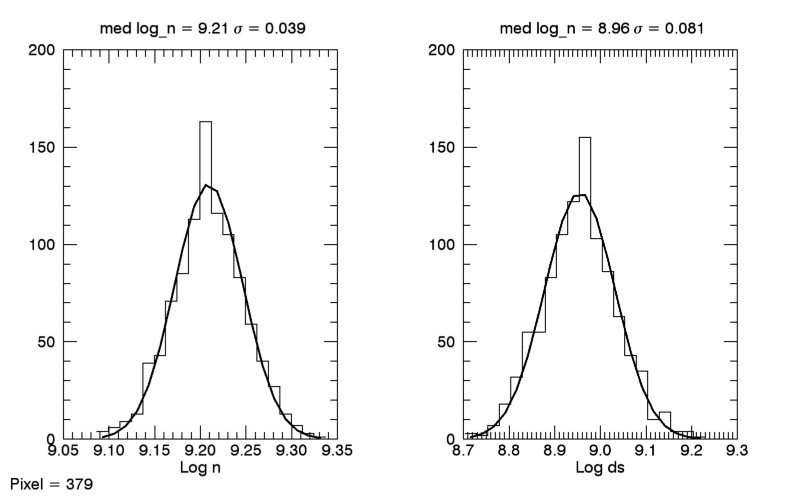 med log_n = 9.21 σ = 0.039
200
150
100
50
0
9.05 9.10 9.15 9.20 9.25 9.30 9.35
Log n
med log_n = 8.96 σ = 0.081
200
150
100
50
0
8.7 8.8 8.9 9.0 9.1 9.2 9.3
Log ds
Pixel = 379